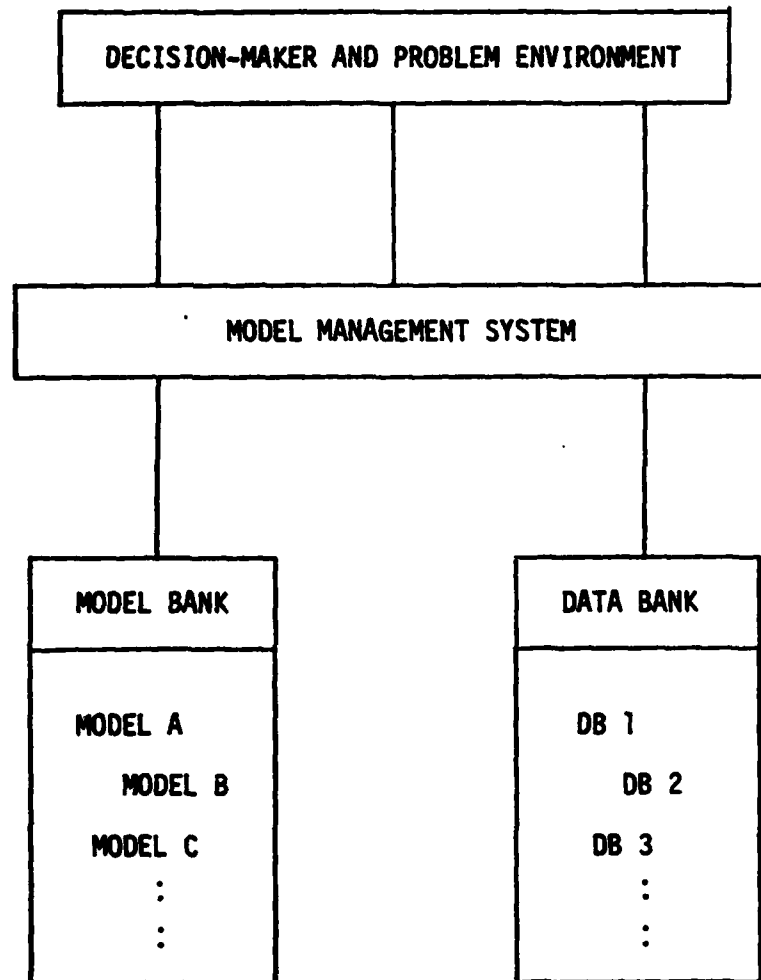 DECISION-MAKER AND PROBLEM ENVIRONMENT
MODEL MANAGEMENT SYSTEM
MODEL BANK
MODEL A
MODEL B
MODEL C
:
:
DATA BANK
DB 1
DB 2
DB 3
:
: